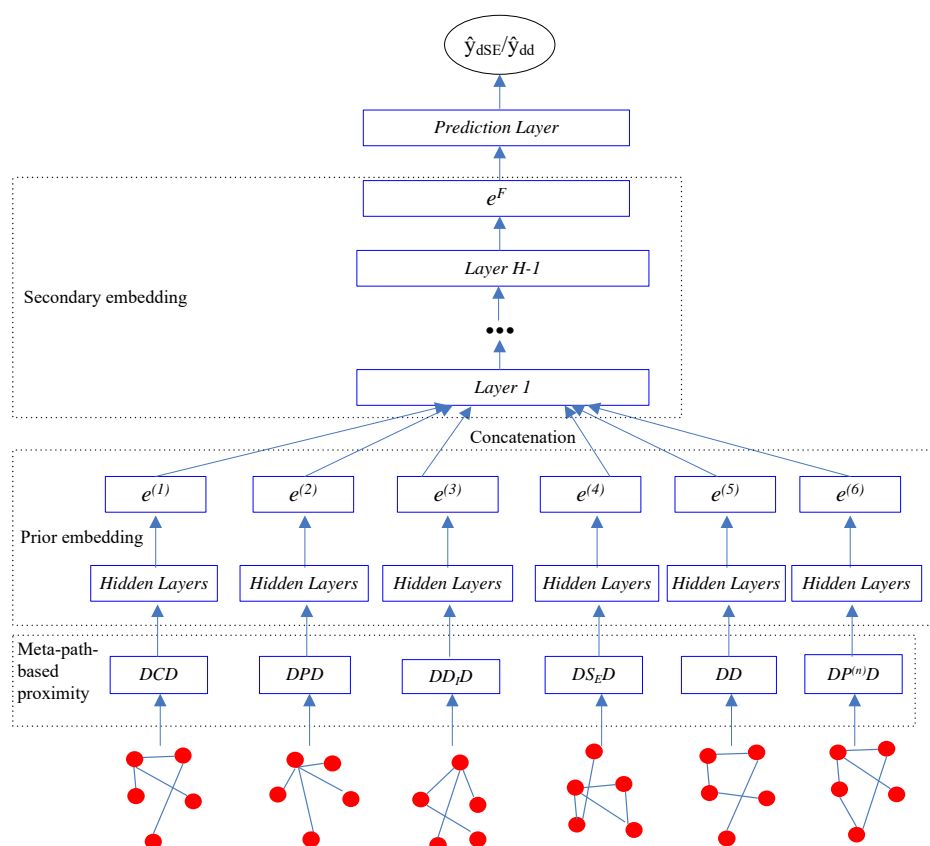 ŷdSE/ŷdd
Prediction Layer
e^F
Layer H-1
Secondary embedding
•••
Layer 1
Concatenation
e^(1) e^(2) e^(3) e^(4) e^(5) e^(6)
Prior embedding
Hidden Layers Hidden Layers Hidden Layers Hidden Layers Hidden Layers Hidden Layers
Meta-path-
based
proximity
DCD DPD DD_ID DS_ED DD DP^(n)D